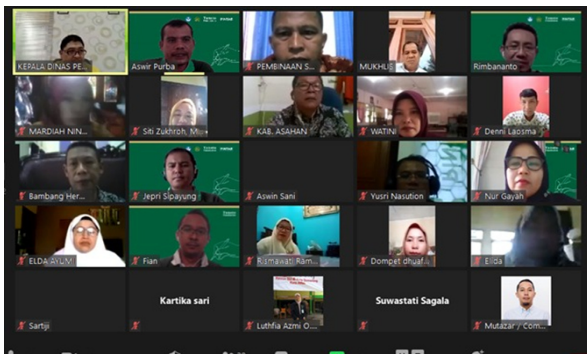 KEPALA DINAS PE...
Aswir Purba
PEMBINAAN S...
MUKHLIS
Rimbananto
MARDIAH NIN...
Siti Zukhroh,
KAB. ASAHAN
WATINI
Denni Laosma
Bambang Her...
Jepri Sipayung
Aswin Sani
Yusri Nasution
Nur Gayah
ELDA AYUMI
Fian
Rismawati Ram...
Dompet dhuaf...
Elida
Sartiji
Kartika sari
Luthfia Azmi O...
Suwastati Sagala
Mutazar / Com...